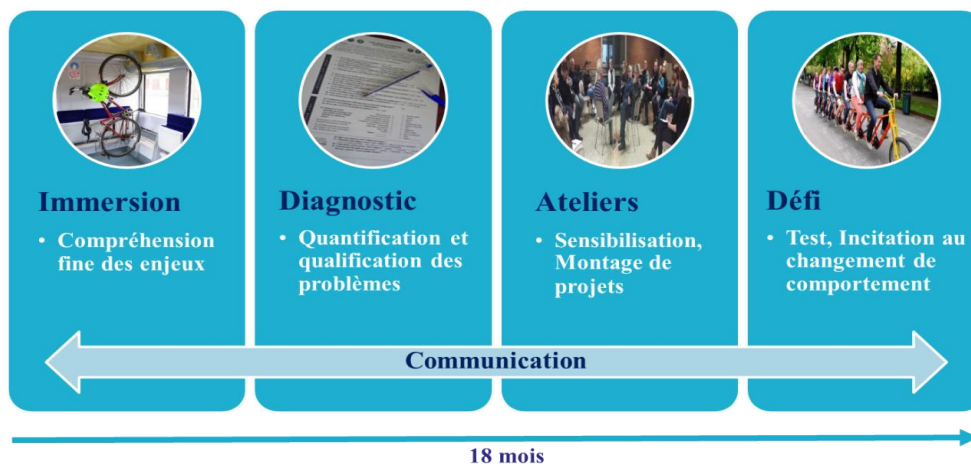 Immersion
• Compréhension
fine des enjeux
Diagnostic
• Quantification et
qualification des
problèmes
Ateliers
• Sensibilisation,
Montage de
projets
Défi
• Test, Incitation au
changement de
comportement
Communication
18 mois